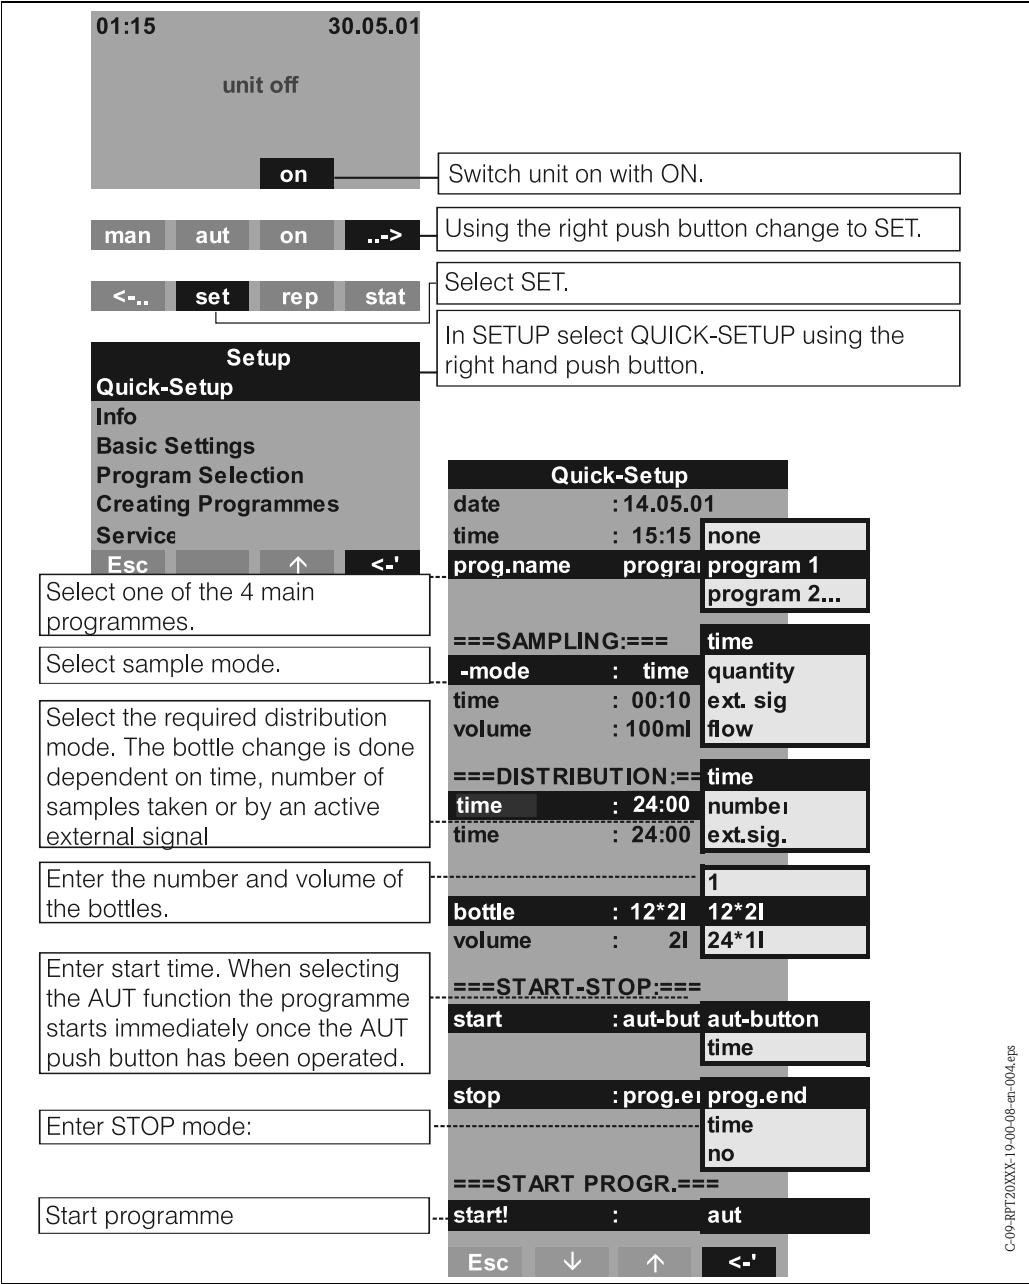 01:15 30.05.01
unit off
on
Switch unit on with ON.
man aut on ..->
Using the right push button change to SET.
<-.. set rep stat
Select SET.
In SETUP select QUICK-SETUP using the
right hand push button.
Setup
Quick-Setup
Info
Basic Settings
Program Selection
Creating Programmes
Service
Esc ↑ <-'
Quick-Setup
date : 14.05.01
time : 15:15
none
prog.name program 1
program 2...
Select one of the 4 main
programmes.
===SAMPLING:===
time
Select sample mode.
-mode : time
quantity
time : 00:10
ext. sig
volume : 100ml
flow
Select the required distribution
mode. The bottle change is done
dependent on time, number of
samples taken or by an active
external signal
===DISTRIBUTION:==
time
time : 24:00
number
time : 24:00
ext.sig.
Enter the number and volume of
the bottles.
1
bottle : 12*2l
12*2l
volume : 2l
24*1l
Enter start time. When selecting
the AUT function the programme
starts immediately once the AUT
push button has been operated.
===START-STOP:===
start : aut-but
aut-button
time
stop : prog.e
prog.end
time
no
Enter STOP mode:
===START PROGR.===
Start programme
start! : aut
Esc ↓ ↑ <-'
C-09-RPT20XXX-19-00-08-en-004.eps